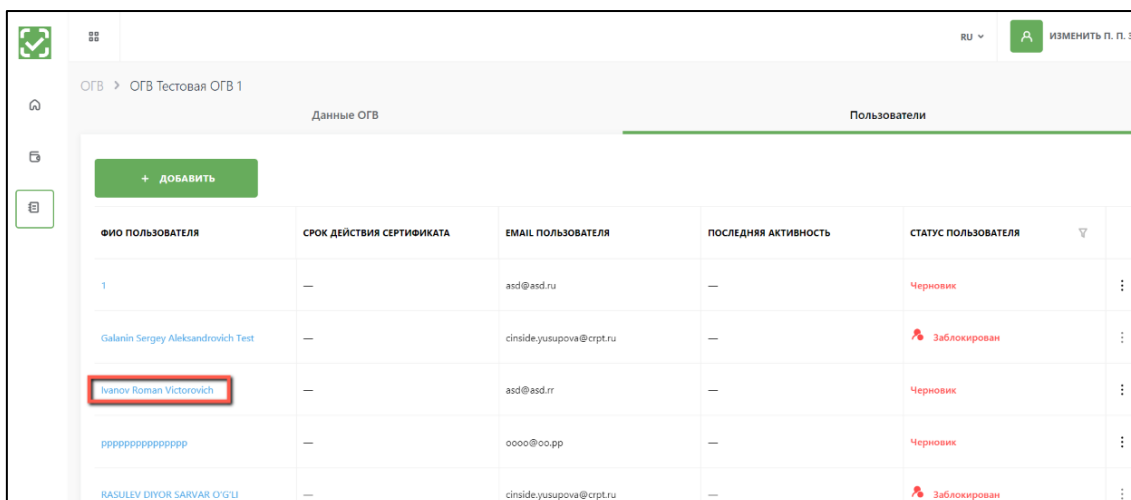 RU
ИЗМЕНИТЬ П. П.
ОГВ > ОГВ Тестовая ОГВ 1
Данные ОГВ Пользователи
+ ДОБАВИТЬ
ФИО ПОЛЬЗОВАТЕЛЯ СРОК ДЕЙСТВИЯ СЕРТИФИКАТА EMAIL ПОЛЬЗОВАТЕЛЯ ПОСЛЕДНЯЯ АКТИВНОСТЬ СТАТУС ПОЛЬЗОВАТЕЛЯ
1 — asd@asd.ru — Черновик
Galanin Sergey Aleksandrovich Test — cinside.yusupova@crpt.ru — Заблокирован
Ivanov Roman Victorovich — asd@asd.rr — Черновик
ppppppppppppppp — oooo@oo.pp — Черновик
RASULEV DIYOR SARVAR O'G'LI — cinside.yusupova@crpt.ru — Заблокирован